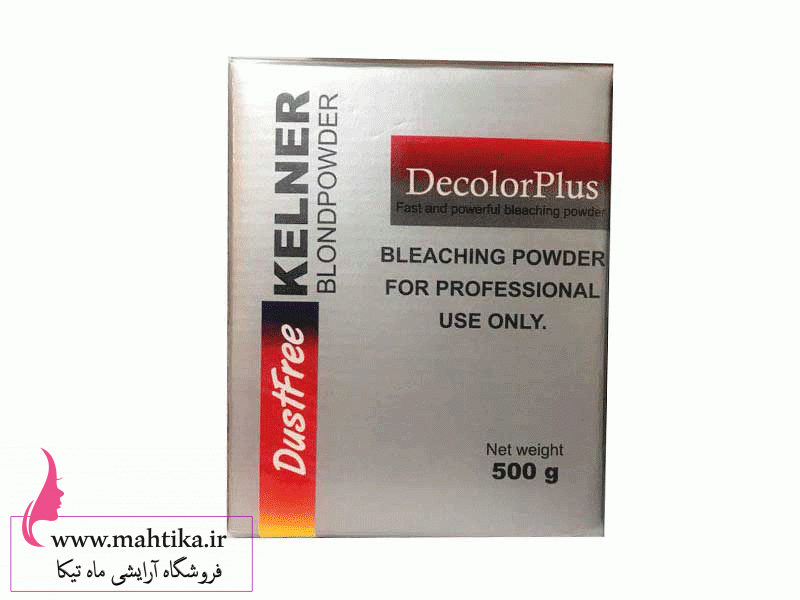 KELNER
BLONDPOWDER
DustFree
DecolorPlus
Fast and powerful bleaching powder
BLEACHING POWDER
FOR PROFESSIONAL
USE ONLY.
Net weight
500 g
www.mahtika.ir
فروشگاه آرایشی ماه تیکا